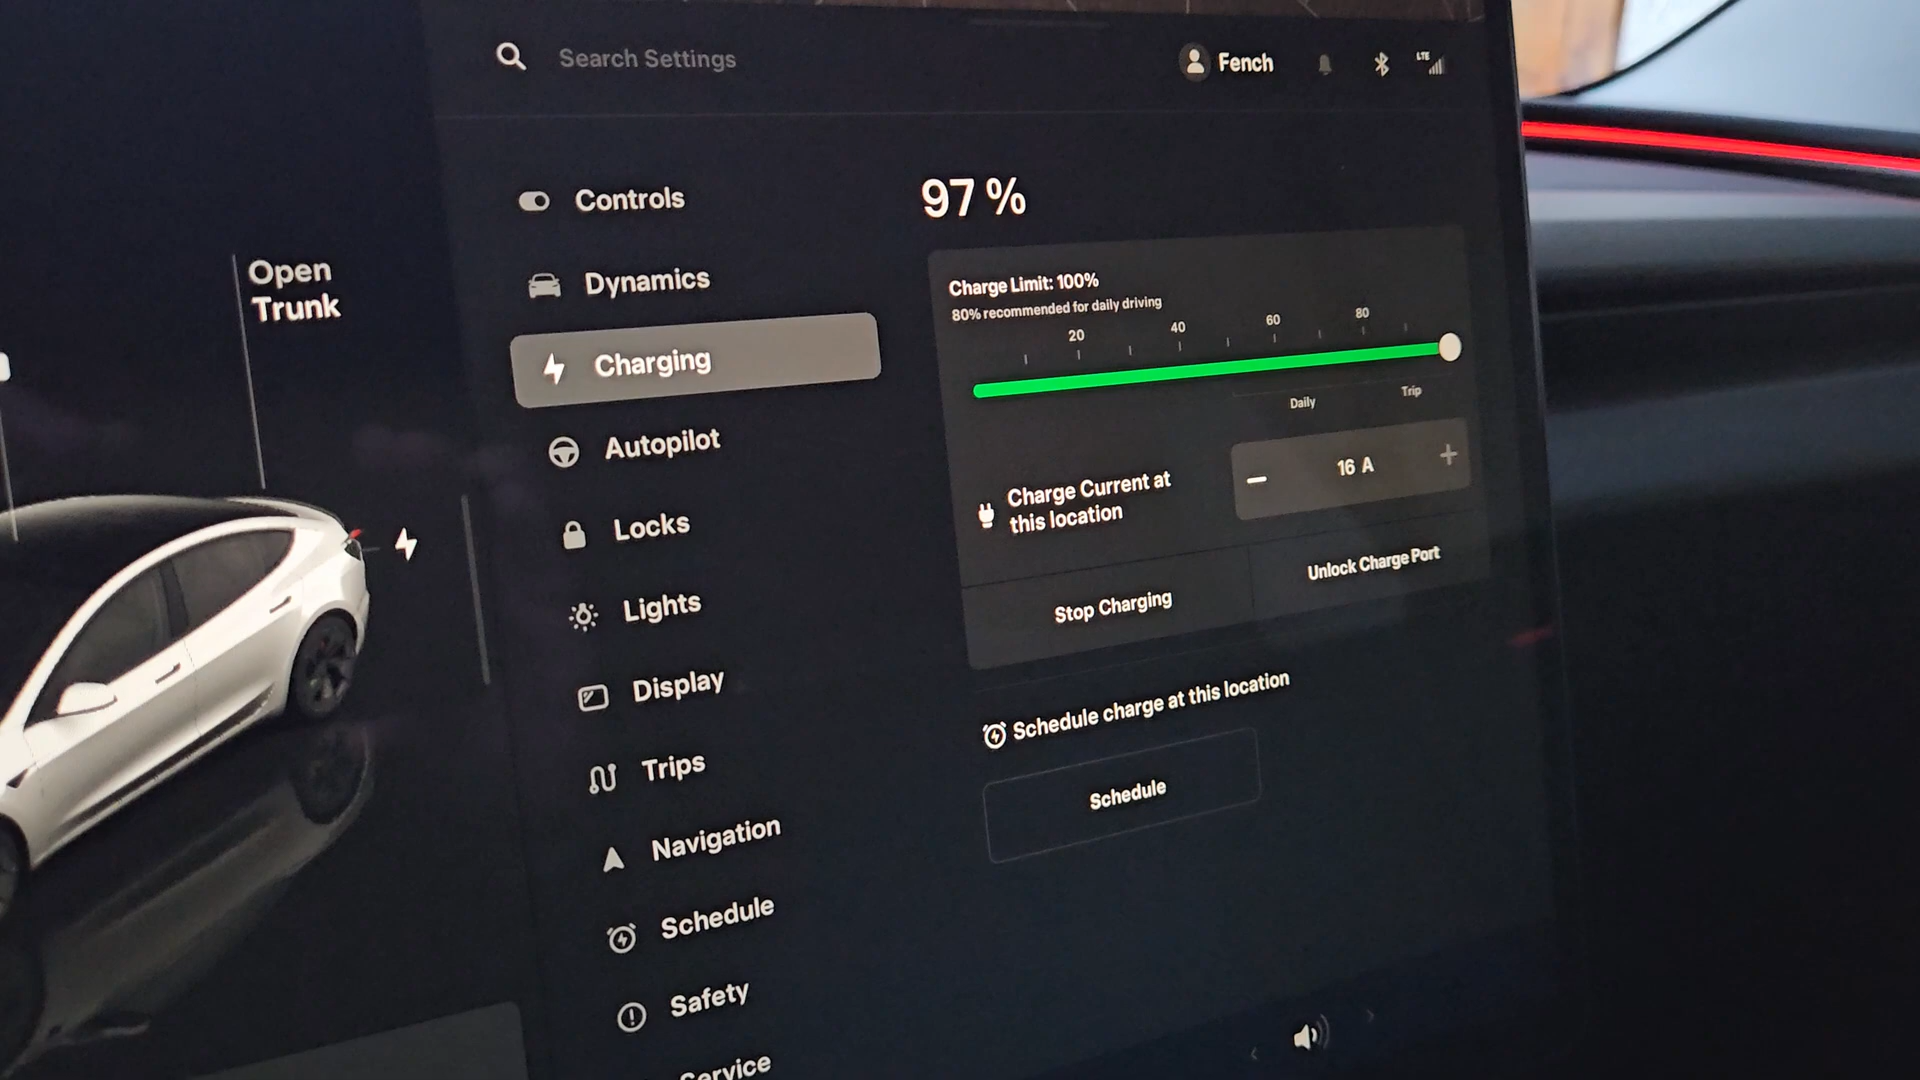 Search Settings
Fench
LTE
Open
Trunk
Controls
Dynamics
Charging
Autopilot
Locks
Lights
Display
Trips
Navigation
Schedule
Safety
Service
97 %
Charge Limit: 100%
80% recommended for daily driving
20 40 60 80
Daily Trip
Charge Current at
this location
16 A
Stop Charging
Unlock Charge Port
Schedule charge at this location
Schedule